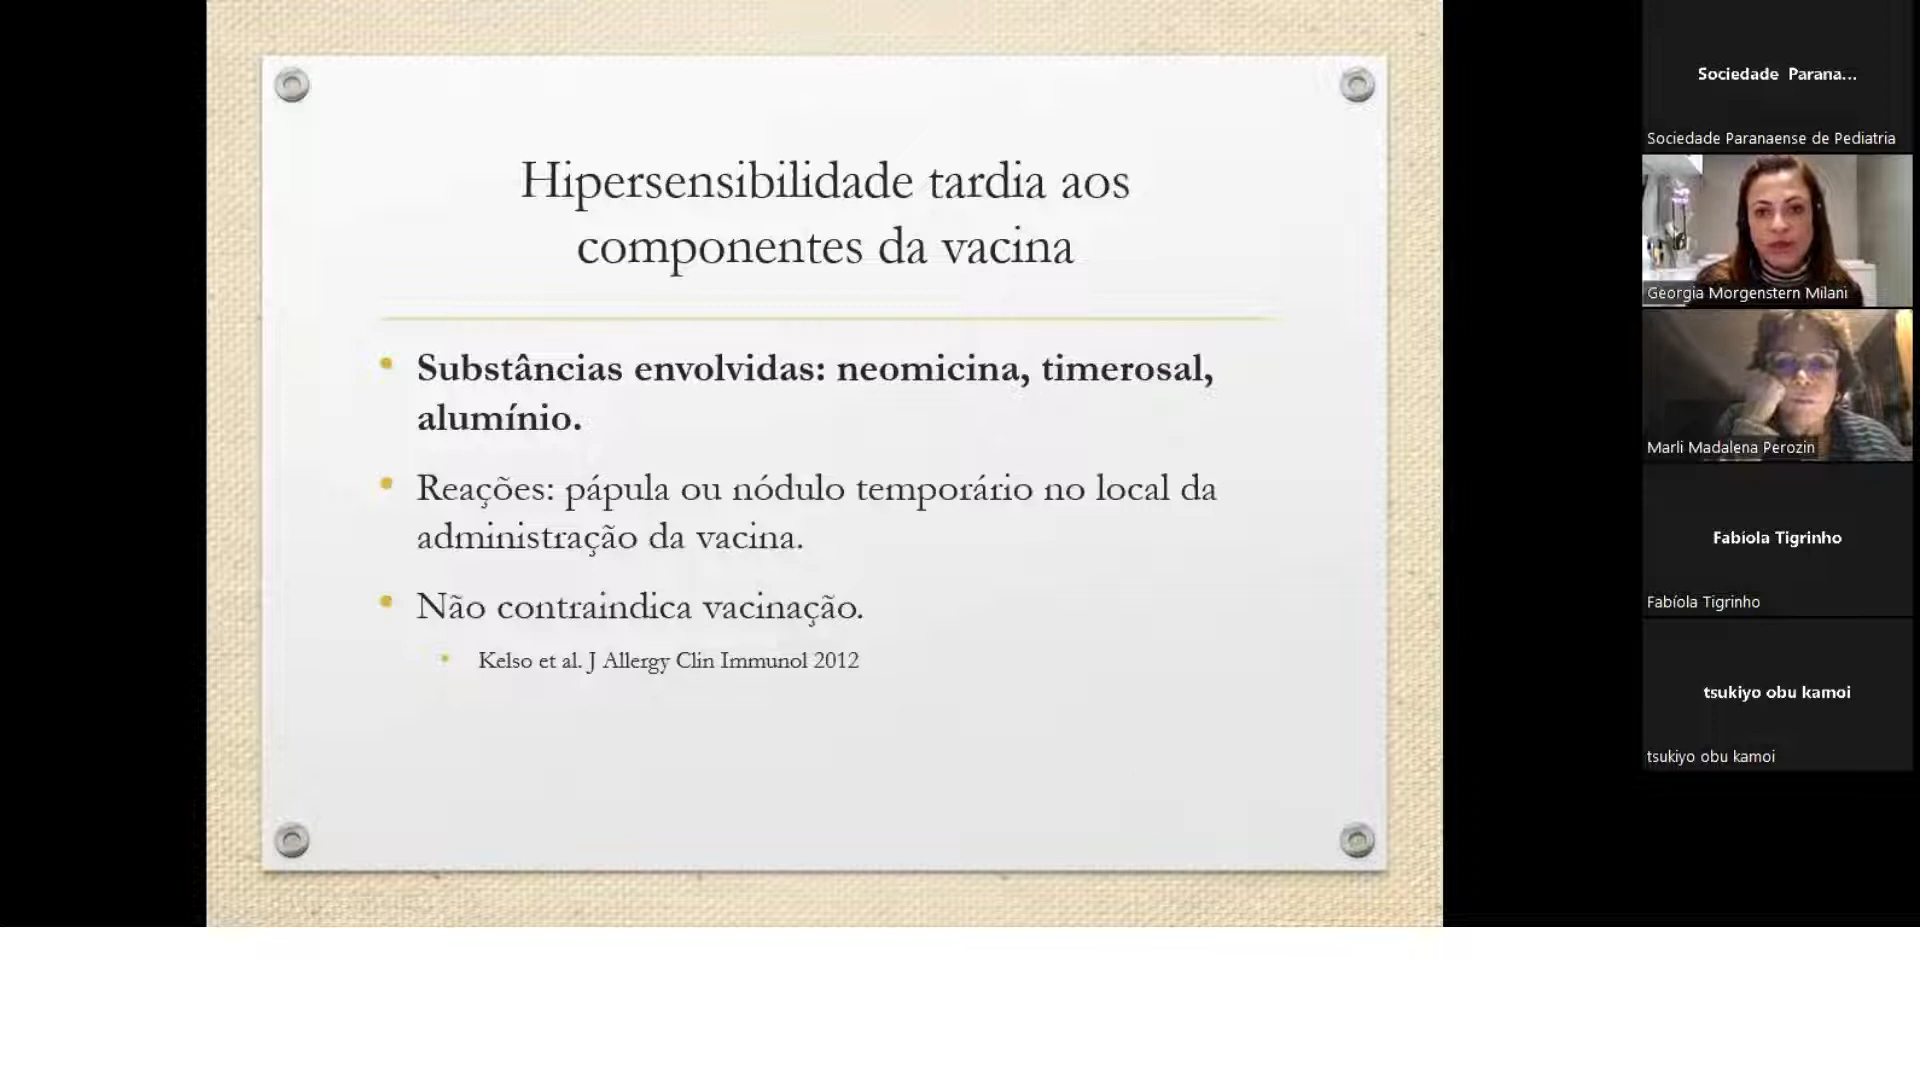 Hipersensibilidade tardia aos
componentes da vacina
Substâncias envolvidas: neomicina, timerosal,
alumínio.
Reações: pápula ou nódulo temporário no local da
administração da vacina.
Não contraindica vacinação.
Kelso et al. J Allergy Clin Immunol 2012
Sociedade Parana...
Sociedade Paranaense de Pediatria
Georgia Morgenstern Milani
Marli Madalena Perozin
Fabíola Tigrinho
Fabíola Tigrinho
tsukiyo obu kamoi
tsukiyo obu kamoi